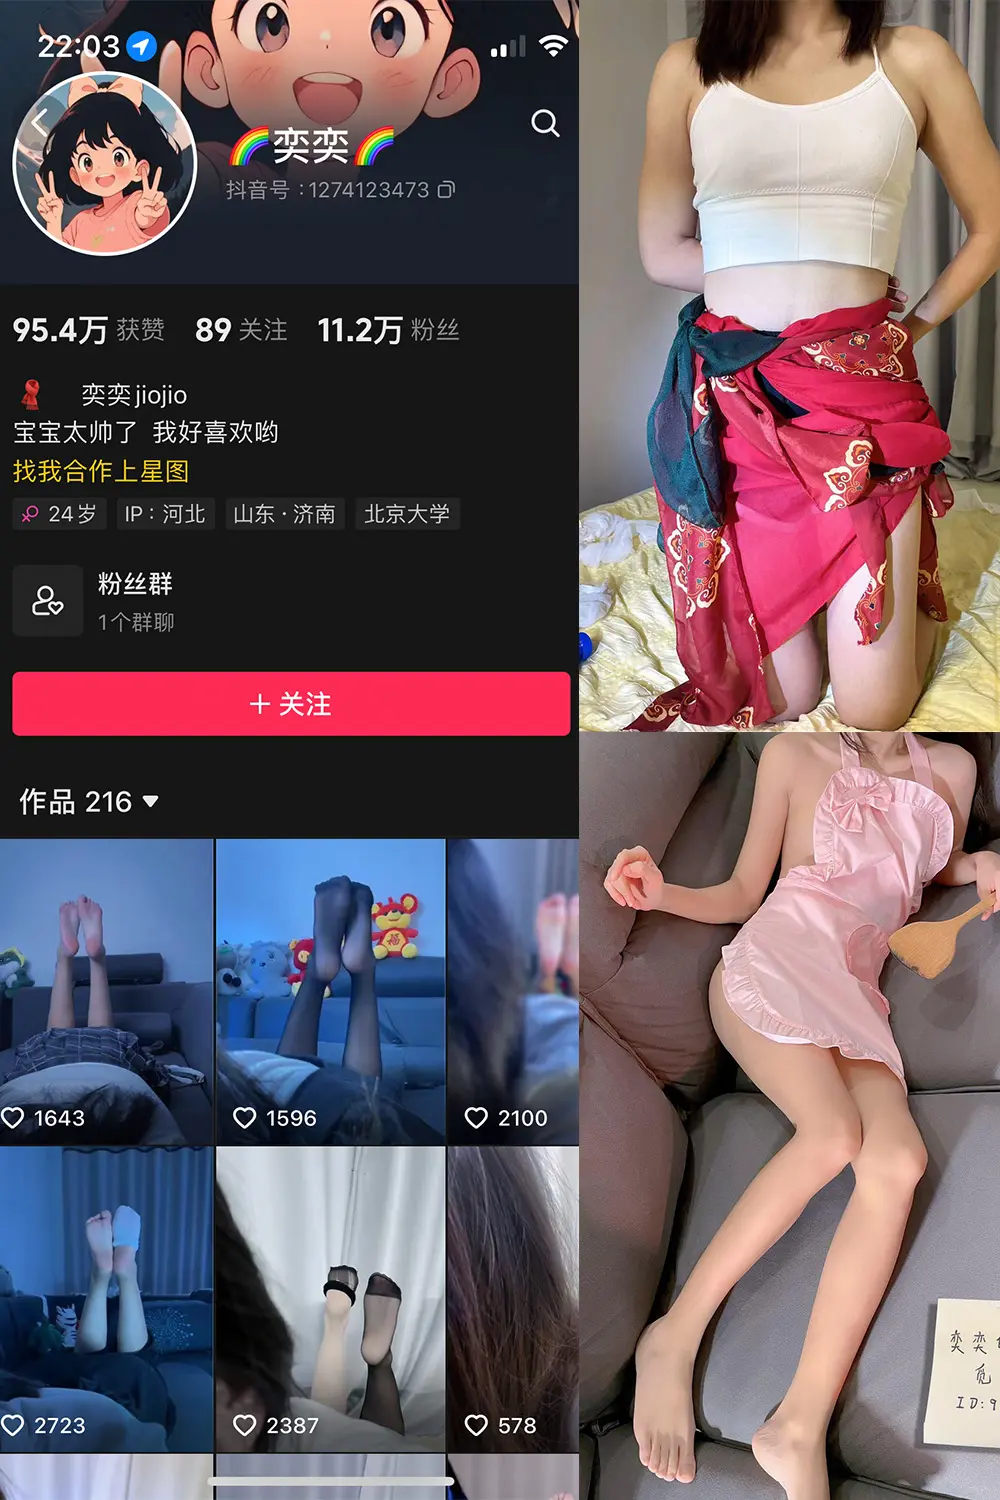 22:03
🌈奕奕🌈
抖音号：1274123473
95.4万 获赞 89 关注 11.2万 粉丝
🧣 奕奕jiojio
宝宝太帅了 我好喜欢哟
找我合作上星图
24岁 IP：河北 山东·济南 北京大学
粉丝群
1个群聊
+ 关注
作品 216
1643 1596 2100
2723 2387 578
奕奕
觅
ID:9